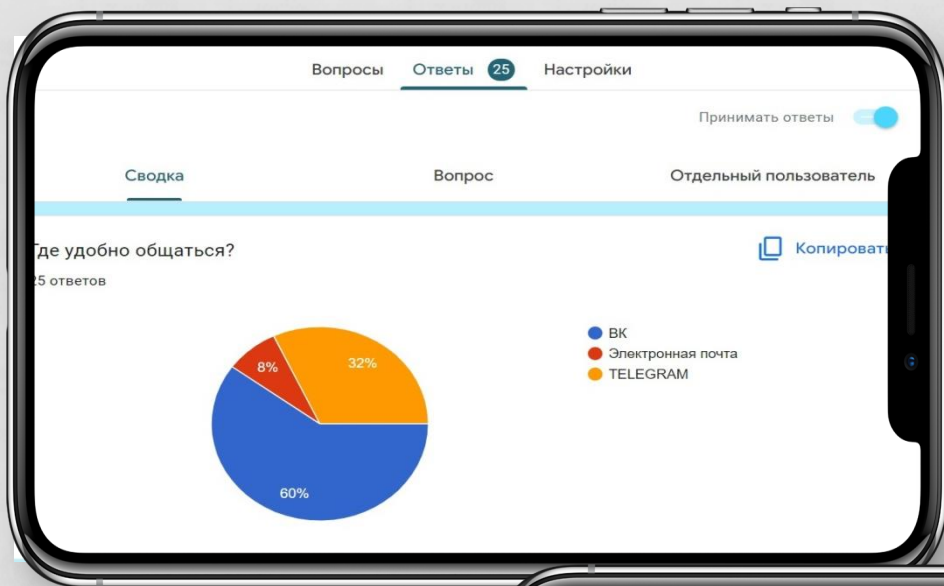 Вопросы Ответы 25 Настройки
Принимать ответы
Сводка Вопрос Отдельный пользователь
Где удобно общаться?
Копировать
25 ответов
ВК
Электронная почта
TELEGRAM
8%
32%
60%